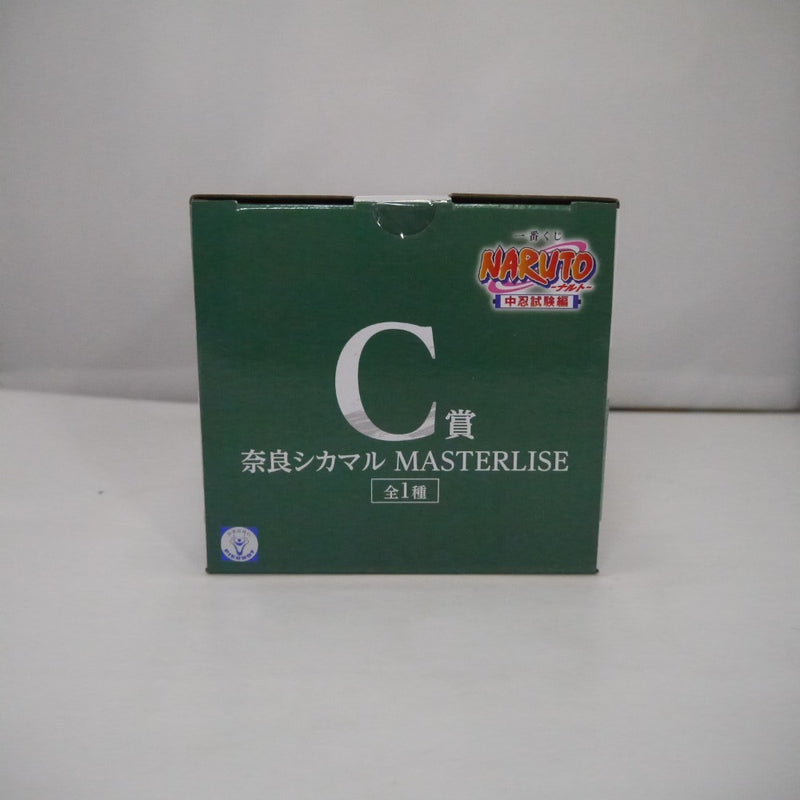 一番くじ
NARUTO
-ナルト-
中忍試験編
C賞
奈良シカマル MASTERLISE
全1種